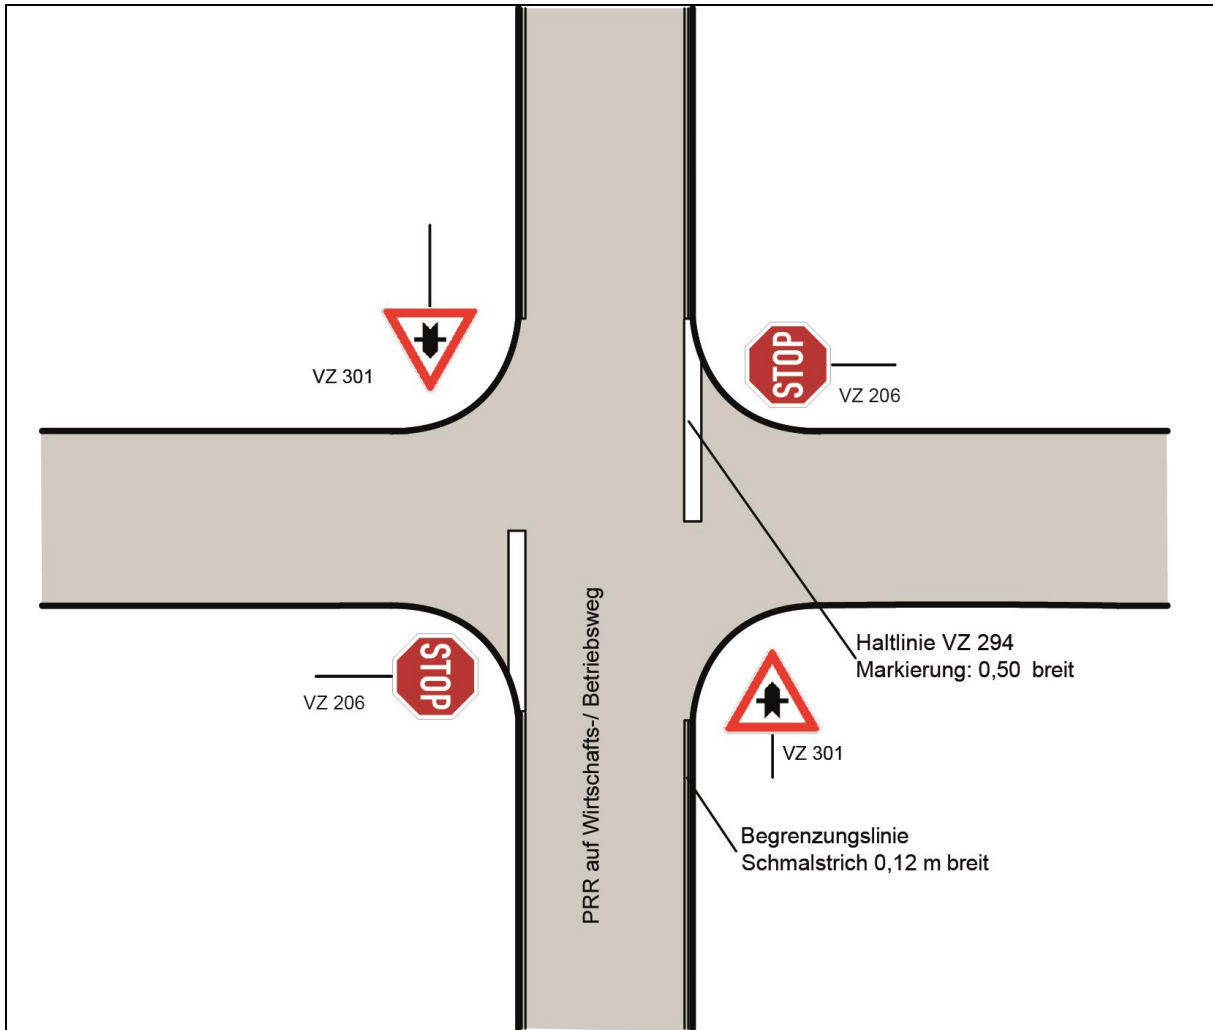 VZ 301
STOP
VZ 206
STOP
VZ 206
Haltlinie VZ 294
Markierung: 0,50 breit
VZ 301
PRR auf Wirtschafts-/ Betriebsweg
Begrenzungslinie
Schmalstrich 0,12 m breit